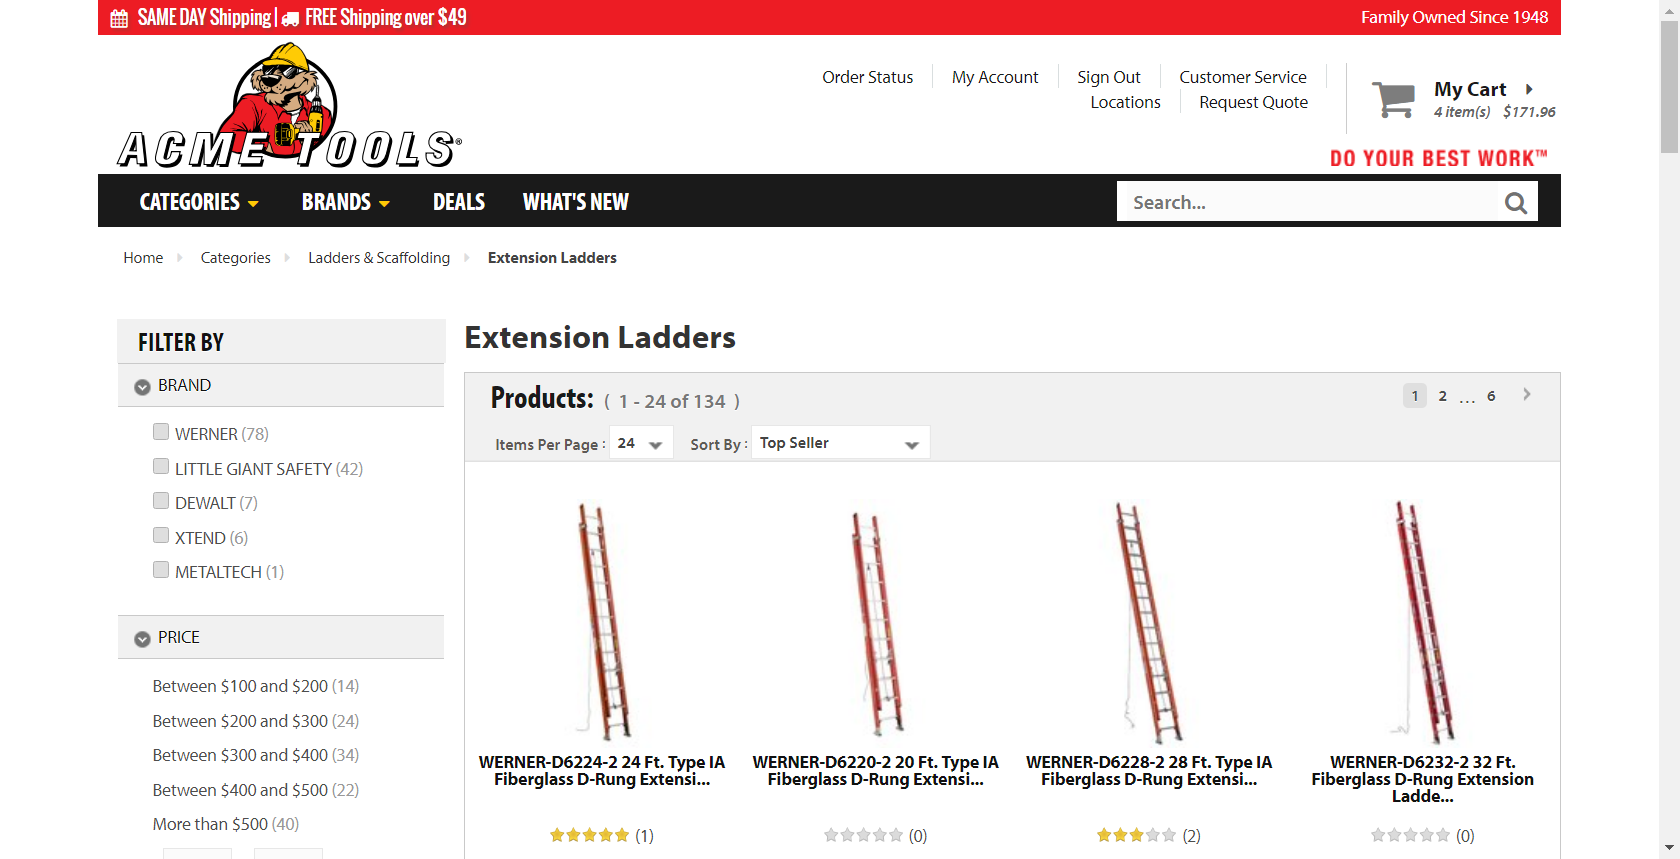 SAME DAY Shipping | FREE Shipping over $49
Family Owned Since 1948
ACME TOOLS®
Order Status
My Account
Sign Out
Customer Service
Locations
Request Quote
My Cart
4 item(s) $171.96
DO YOUR BEST WORK™
CATEGORIES
BRANDS
DEALS
WHAT'S NEW
Search...
Home
Categories
Ladders & Scaffolding
Extension Ladders
FILTER BY
BRAND
WERNER (78)
LITTLE GIANT SAFETY (42)
DEWALT (7)
XTEND (6)
METALTECH (1)
PRICE
Between $100 and $200 (14)
Between $200 and $300 (24)
Between $300 and $400 (34)
Between $400 and $500 (22)
More than $500 (40)
Extension Ladders
Products: ( 1 - 24 of 134 )
1 2 ... 6
Items Per Page : 24
Sort By : Top Seller
WERNER-D6224-2 24 Ft. Type IA
Fiberglass D-Rung Extensi...
(1)
WERNER-D6220-2 20 Ft. Type IA
Fiberglass D-Rung Extensi...
(0)
WERNER-D6228-2 28 Ft. Type IA
Fiberglass D-Rung Extensi...
(2)
WERNER-D6232-2 32 Ft.
Fiberglass D-Rung Extension
Ladde...
(0)